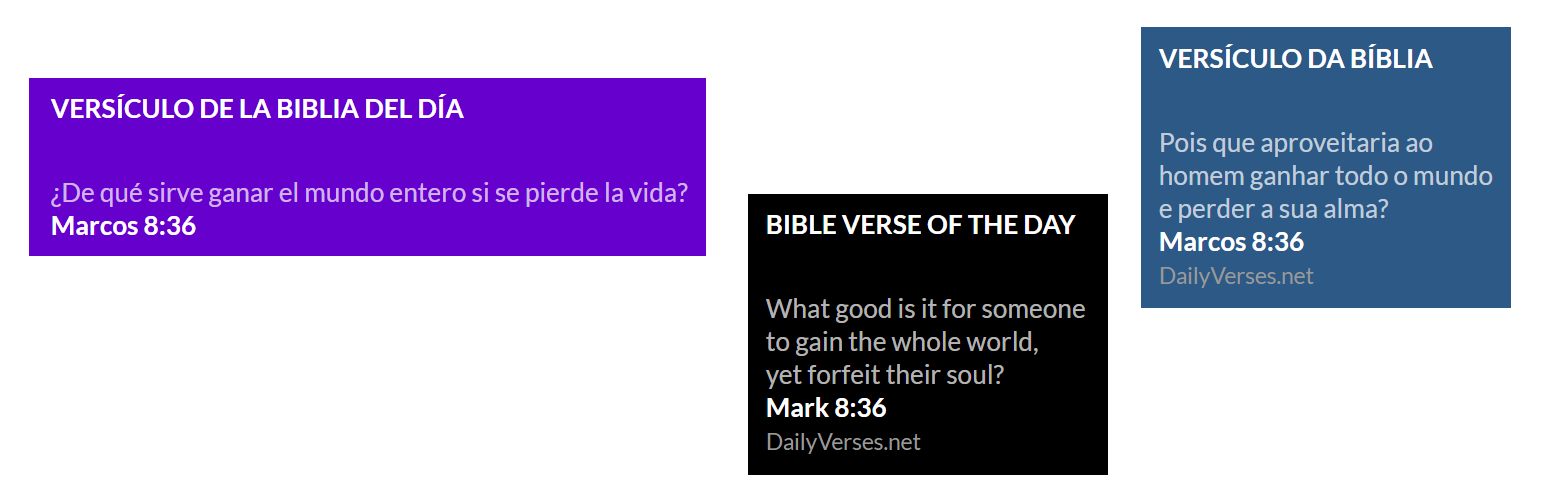 VERSÍCULO DE LA BIBLIA DEL DÍA
¿De qué sirve ganar el mundo entero si se pierde la vida?
Marcos 8:36
BIBLE VERSE OF THE DAY
What good is it for someone
to gain the whole world,
yet forfeit their soul?
Mark 8:36
DailyVerses.net
VERSÍCULO DA BÍBLIA
Pois que aproveitaria ao
homem ganhar todo o mundo
e perder a sua alma?
Marcos 8:36
DailyVerses.net